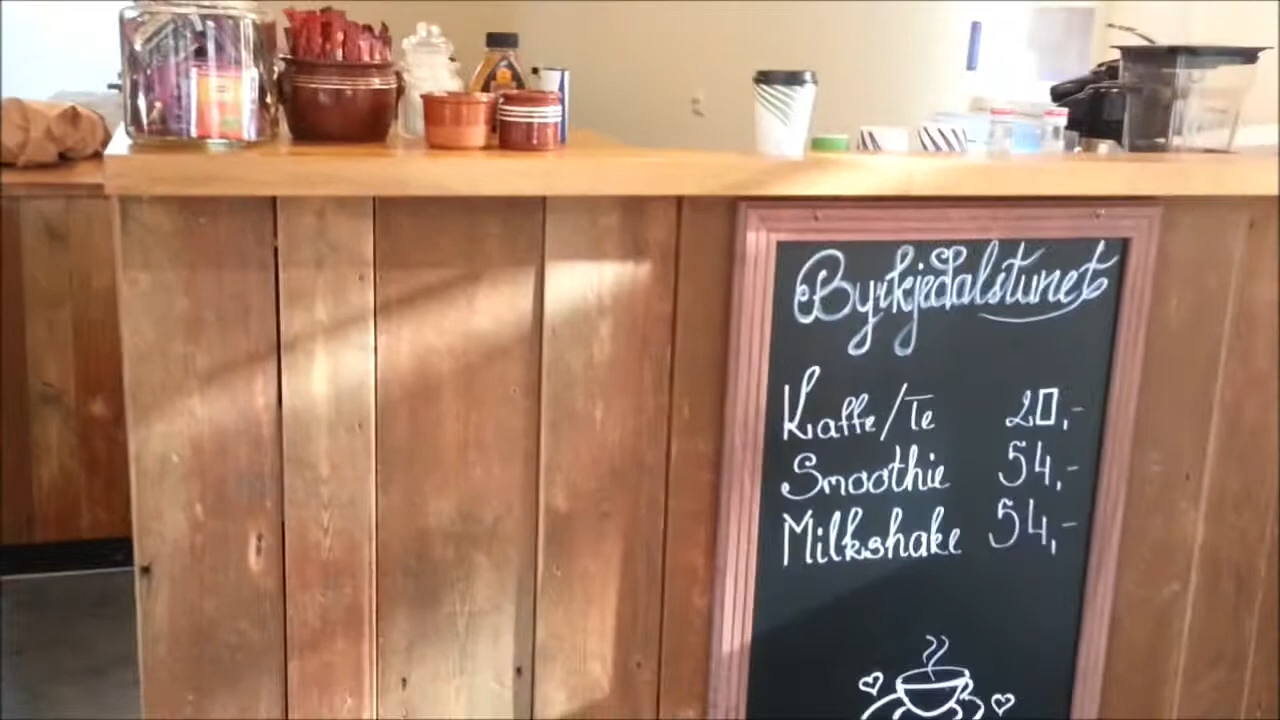 Byrkjedalstunet
Kaffe/Te 20,-
Smoothie 54,-
Milkshake 54,-